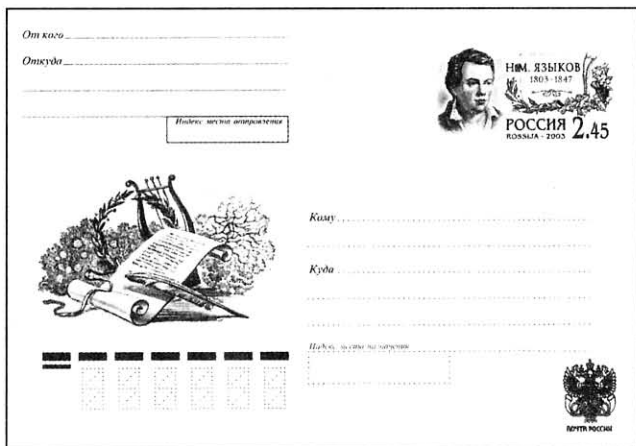 От кого
Откуда
Индекс места отправления
Н.М. ЯЗЫКОВ
1803-1847
РОССИЯ 2.45
ROSSIJA - 2003
Кому
Куда
Индекс места назначения
ПОЧТА РОССИИ